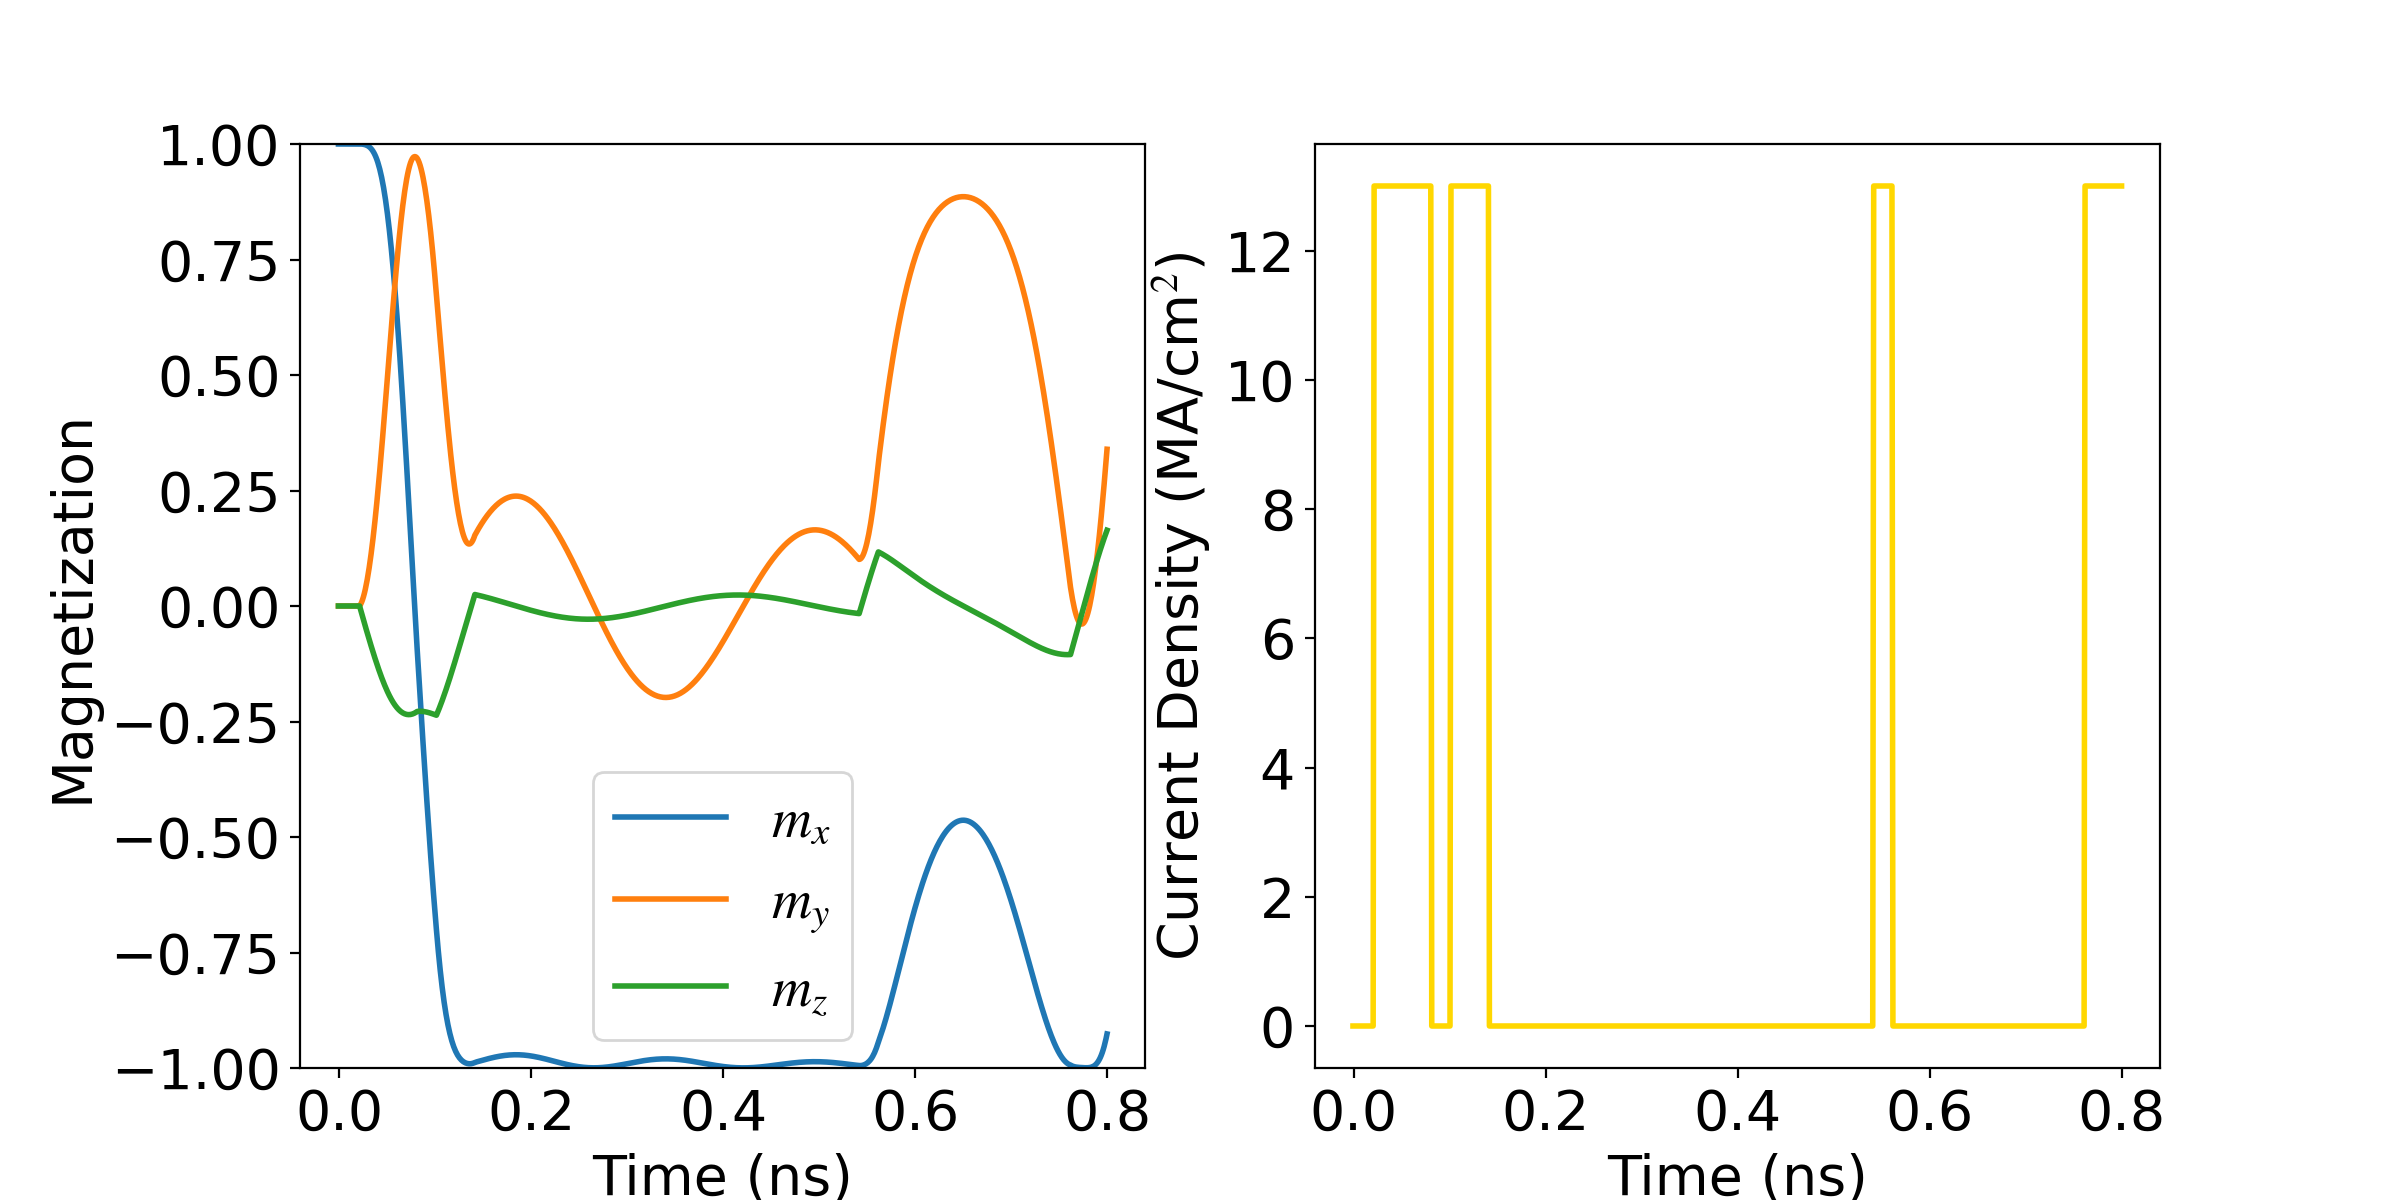 1.00
0.75
0.50
0.25
0.00
−0.25
−0.50
−0.75
−1.00
Magnetization
0.0 0.2 0.4 0.6 0.8
Time (ns)
m_x
m_y
m_z
12
10
8
6
4
2
0
Current Density (MA/cm²)
0.0 0.2 0.4 0.6 0.8
Time (ns)